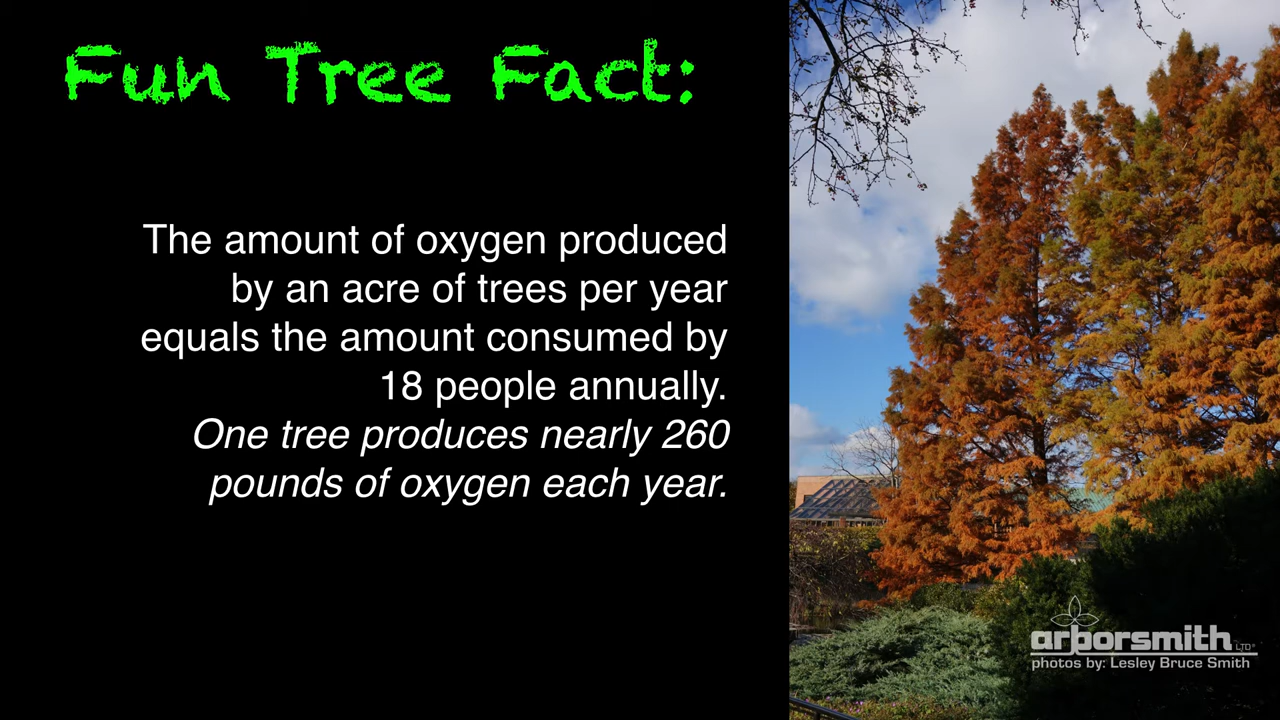 Fun Tree Fact:
The amount of oxygen produced
by an acre of trees per year
equals the amount consumed by
18 people annually.
One tree produces nearly 260
pounds of oxygen each year.
arborsmith LTD®
photos by: Lesley Bruce Smith